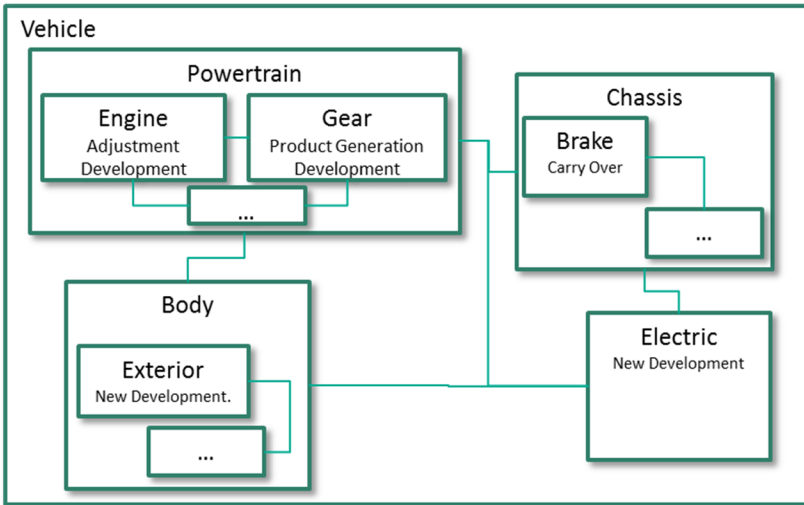 Vehicle
Powertrain
Engine
Adjustment
Development
Gear
Product Generation
Development
...
Chassis
Brake
Carry Over
...
Body
Exterior
New Development.
...
Electric
New Development